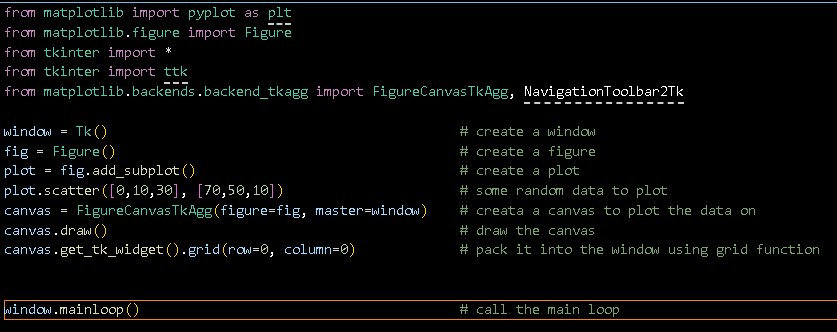 from matplotlib import pyplot as plt
from matplotlib.figure import Figure
from tkinter import *
from tkinter import ttk
from matplotlib.backends.backend_tkagg import FigureCanvasTkAgg, NavigationToolbar2Tk
window = Tk() # create a window
fig = Figure() # create a figure
plot = fig.add_subplot() # create a plot
plot.scatter([0,10,30], [70,50,10]) # some random data to plot
canvas = FigureCanvasTkAgg(figure=fig, master=window) # creata a canvas to plot the data on
canvas.draw() # draw the canvas
canvas.get_tk_widget().grid(row=0, column=0) # pack it into the window using grid function
window.mainloop() # call the main loop